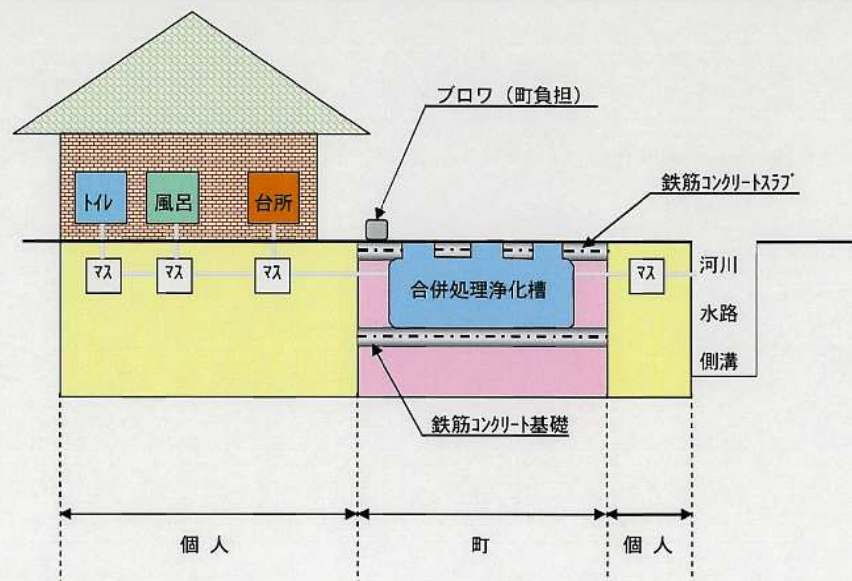 ブロワ（町負担）
鉄筋コンクリートスラブ
トイレ
風呂
台所
マス
マス
マス
合併処理浄化槽
マス
河川
水路
側溝
鉄筋コンクリート基礎
個 人
町
個 人